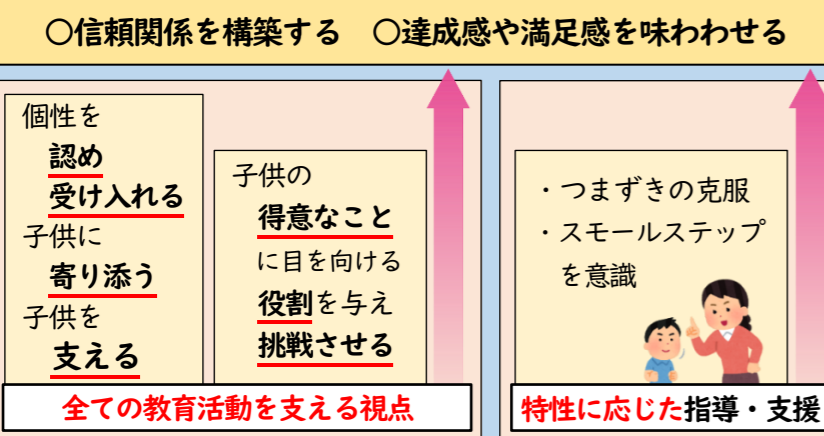 ○信頼関係を構築する　○達成感や満足感を味わわせる
個性を
認め
受け入れる
子供に
寄り添う
子供を
支える
子供の
得意なこと
に目を向ける
役割を与え
挑戦させる
全ての教育活動を支える視点
・つまずきの克服
・スモールステップ
を意識
特性に応じた指導・支援